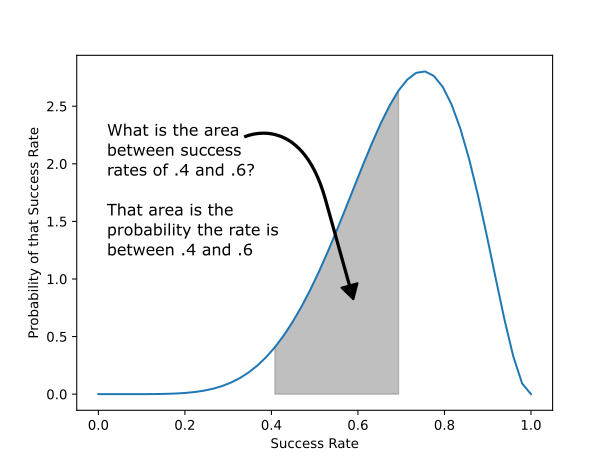 What is the area
between success
rates of .4 and .6?
That area is the
probability the rate is
between .4 and .6
Probability of that Success Rate
2.5
2.0
1.5
1.0
0.5
0.0
0.0 0.2 0.4 0.6 0.8 1.0
Success Rate